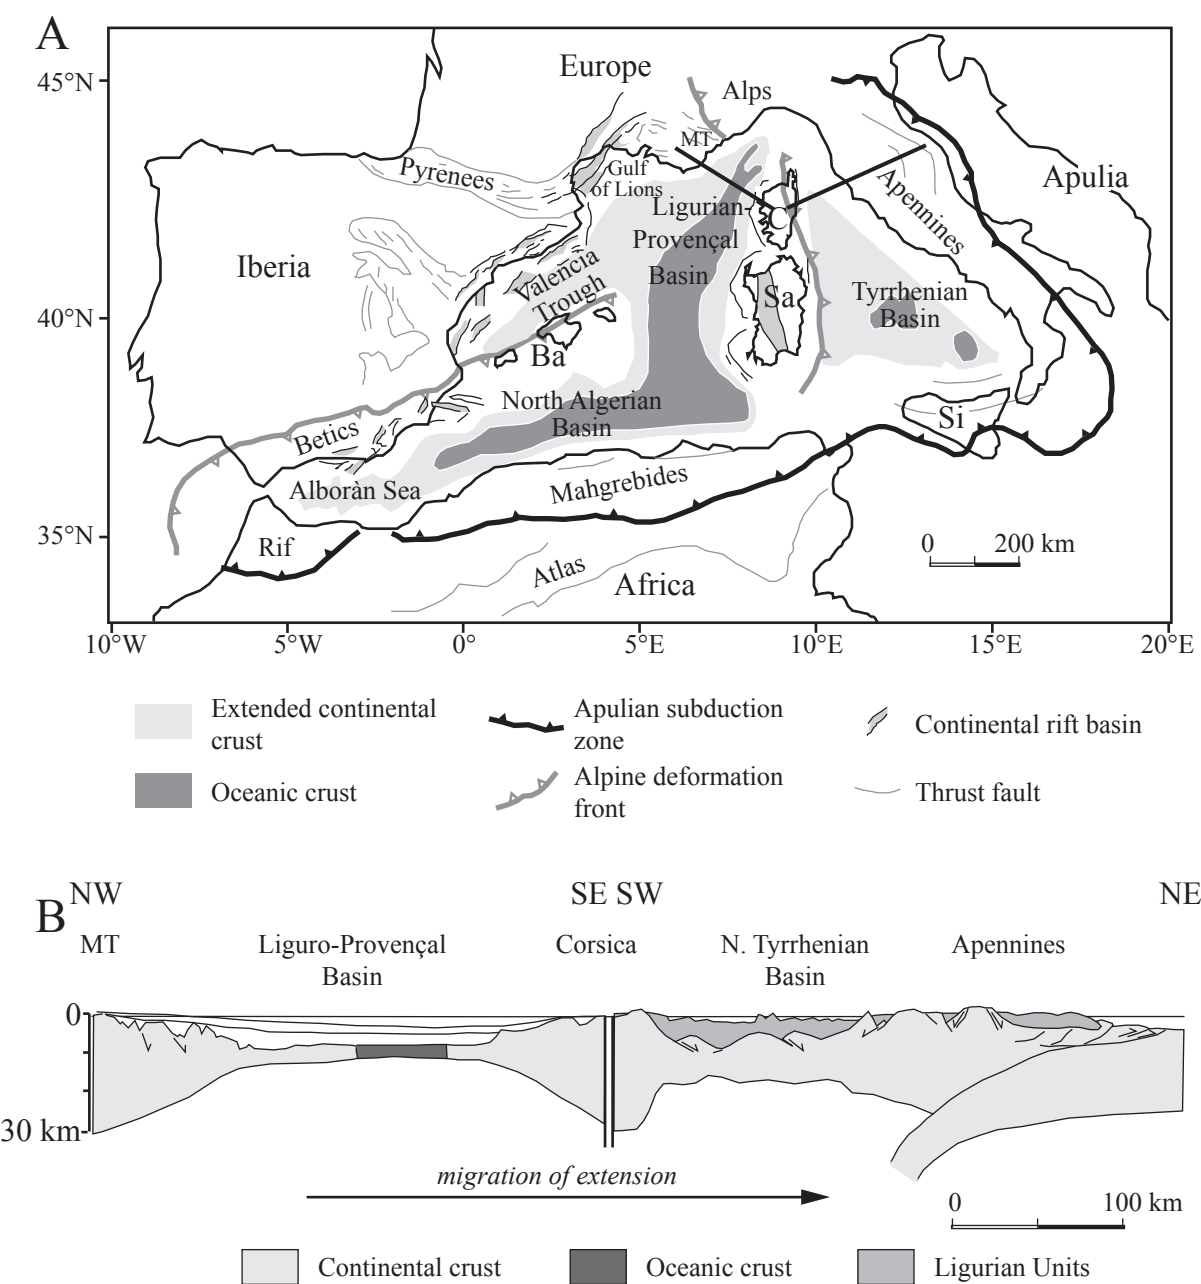 A
Europe
45°N
Alps
MT
Pyrenees
Gulf
of Lions
Apulia
Apennines
Ligurian-
Provençal
Basin
Iberia
Valencia
Trough
Sa
Tyrrhenian
Basin
40°N
Ba
North Algerian
Basin
Si
Betics
Alboràn Sea
Mahgrebides
35°N
Rif
0 200 km
Atlas
Africa
10°W 5°W 0° 5°E 10°E 15°E 20°E
Extended continental
crust
Apulian subduction
zone
Continental rift basin
Oceanic crust
Alpine deformation
front
Thrust fault
B
NW SE SW NE
MT Liguro-Provençal Corsica N. Tyrrhenian Apennines
Basin Basin
0
30 km
migration of extension
0 100 km
Continental crust Oceanic crust Ligurian Units